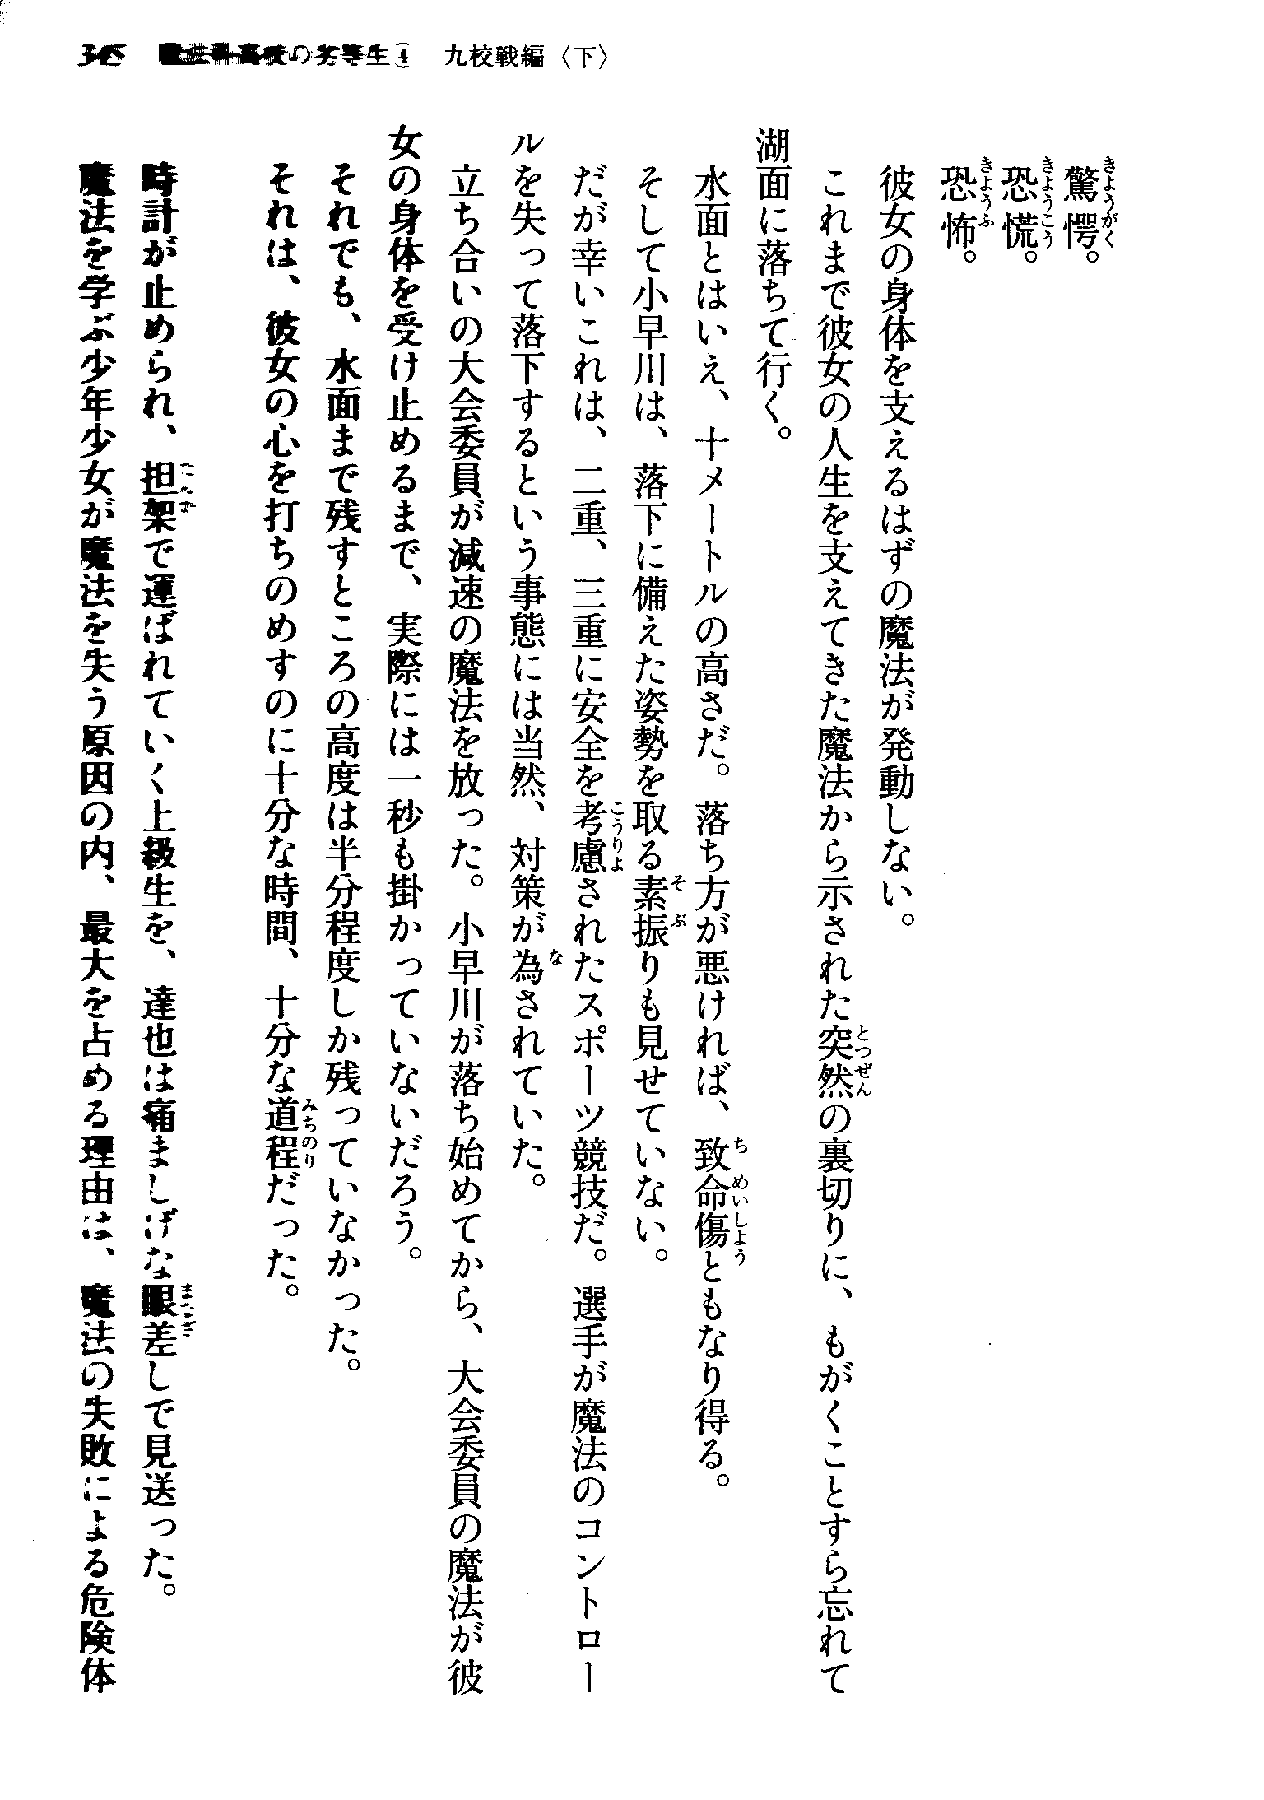 魔法科高校の劣等生④　九校戦編〈下〉
驚愕。
恐慌。
恐怖。
彼女の身体を支えるはずの魔法が発動しない。
これまで彼女の人生を支えてきた魔法から示された突然の裏切りに、もがくことすら忘れて
湖面に落ちて行く。
水面とはいえ、十メートルの高さだ。落ち方が悪ければ、致命傷ともなり得る。
そして小早川は、落下に備えた姿勢を取る素振りも見せていない。
だが幸いこれは、二重、三重に安全を考慮されたスポーツ競技だ。選手が魔法のコントロー
ルを失って落下するという事態には当然、対策が為されていた。
立ち合いの大会委員が減速の魔法を放った。小早川が落ち始めてから、大会委員の魔法が彼
女の身体を受け止めるまで、実際には一秒も掛かっていないだろう。
それでも、水面まで残すところの高度は半分程度しか残っていなかった。
それは、彼女の心を打ちのめすのに十分な時間、十分な道程だった。
時計が止められ、担架で運ばれていく上級生を、達也は痛ましげな眼差しで見送った。
魔法を学ぶ少年少女が魔法を失う原因の内、最大を占める理由は、魔法の失敗による危険体